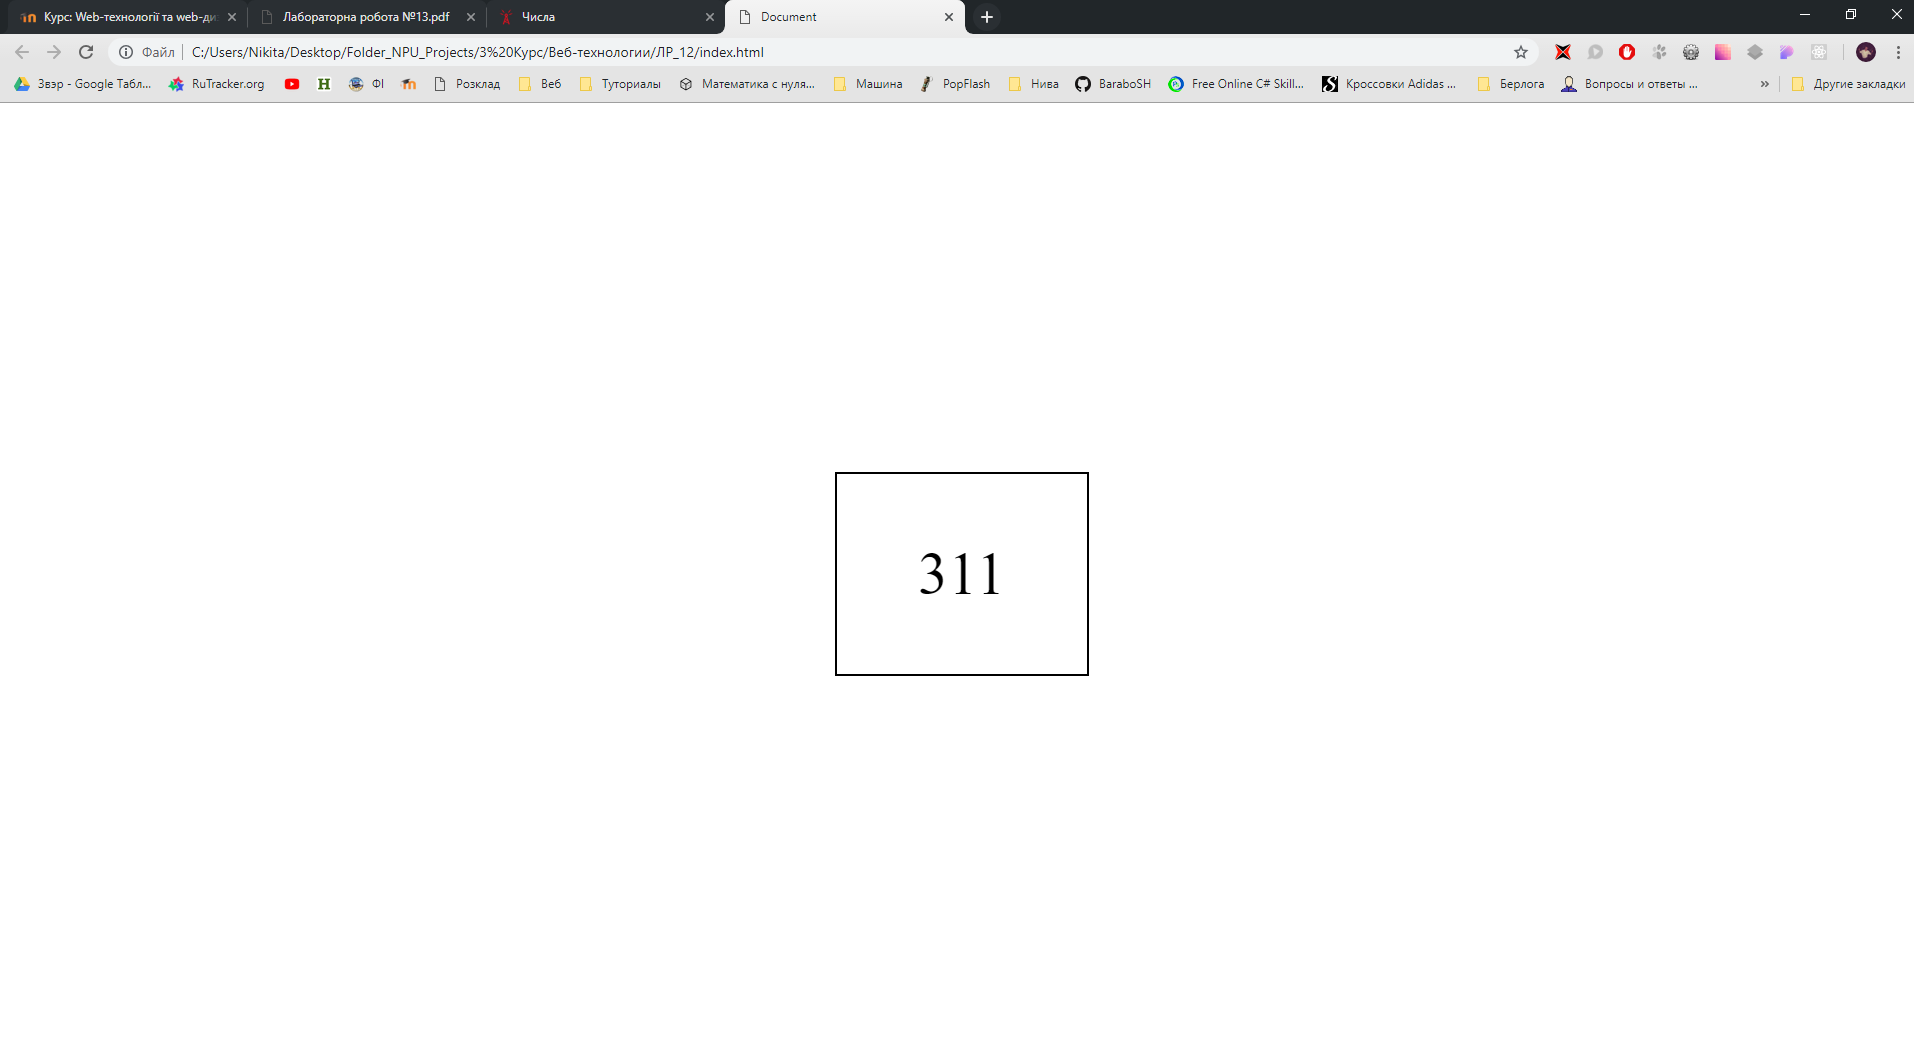 Курс: Web-технології та web-ди
Лабораторна робота №13.pdf
Числа
Document
Файл
C:/Users/Nikita/Desktop/Folder_NPU_Projects/3%20Курс/Веб-технологии/ЛР_12/index.html
Звэр - Google Табл...
RuTracker.org
H
ФІ
Розклад
Веб
Туториалы
Математика с нуля...
Машина
PopFlash
Нива
BaraboSH
Free Online C# Skill...
Кроссовки Adidas ...
Берлога
Вопросы и ответы ...
»
Другие закладки
311